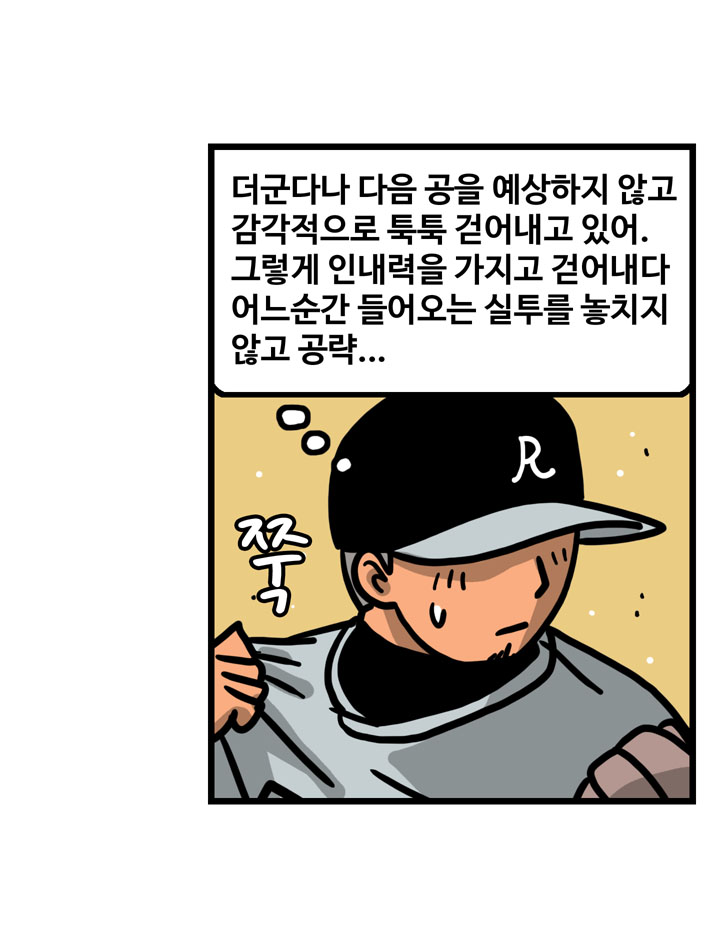 더군다나 다음 공을 예상하지 않고
감각적으로 툭툭 걷어내고 있어.
그렇게 인내력을 가지고 걷어내다
어느순간 들어오는 실투를 놓치지
않고 공략...
R
쭉